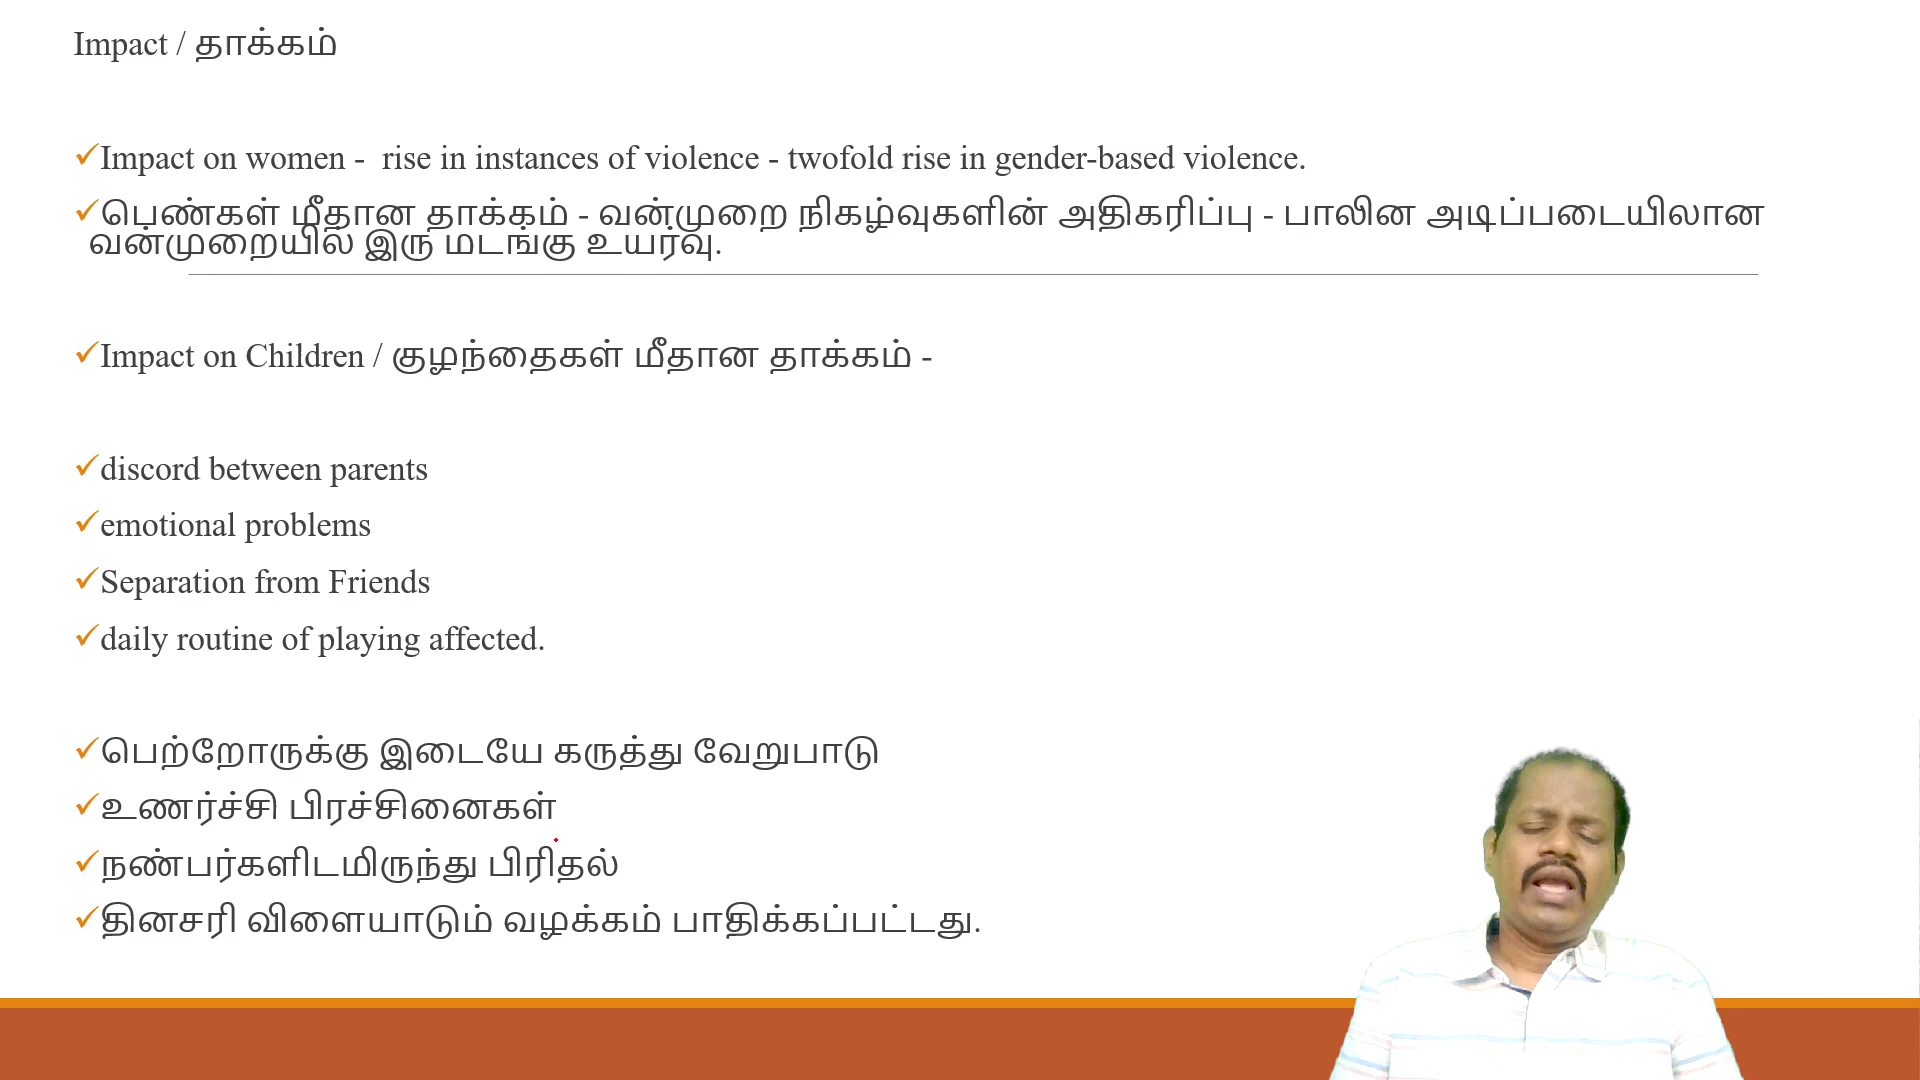 Impact / தாக்கம்
✓Impact on women -  rise in instances of violence - twofold rise in gender-based violence.
✓பெண்கள் மீதான தாக்கம் - வன்முறை நிகழ்வுகளின் அதிகரிப்பு - பாலின அடிப்படையிலான
வன்முறையில் இரு மடங்கு உயர்வு.
✓Impact on Children / குழந்தைகள் மீதான தாக்கம் -
✓discord between parents
✓emotional problems
✓Separation from Friends
✓daily routine of playing affected.
✓பெற்றோருக்கு இடையே கருத்து வேறுபாடு
✓உணர்ச்சி பிரச்சினைகள்
✓நண்பர்களிடமிருந்து பிரிதல்
✓தினசரி விளையாடும் வழக்கம் பாதிக்கப்பட்டது.